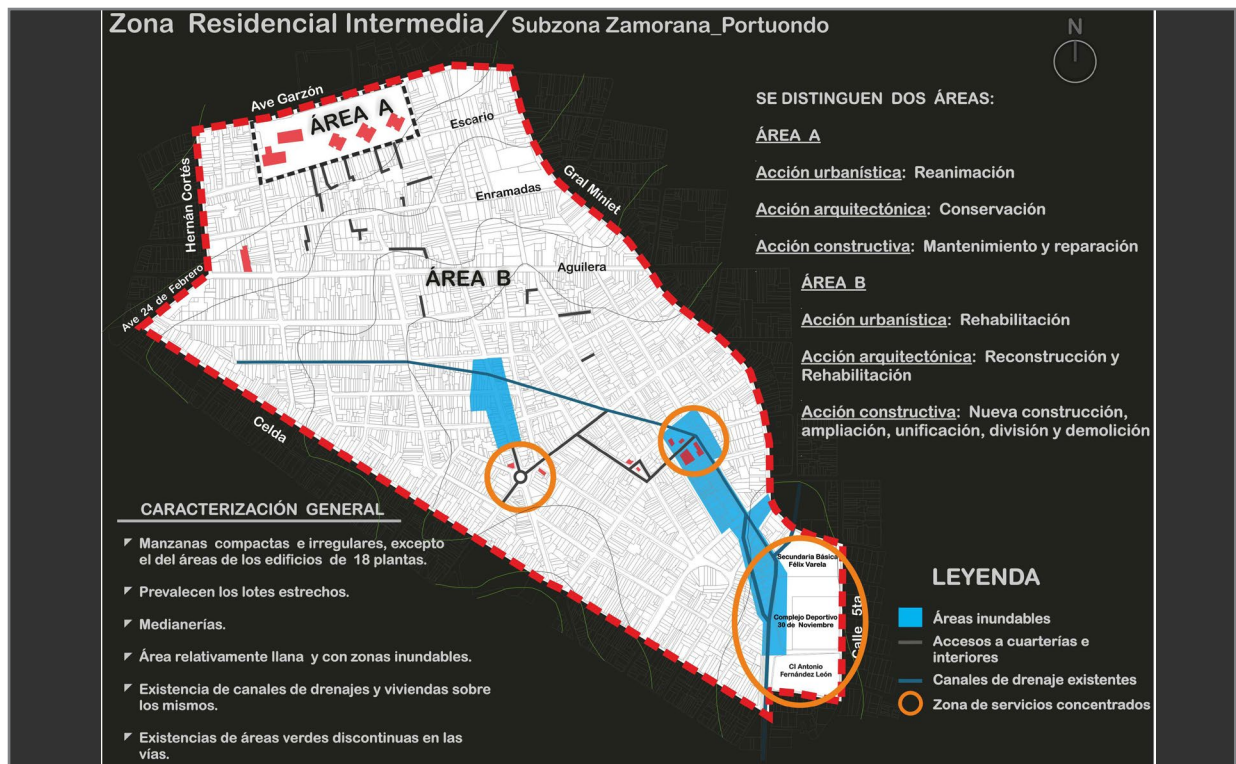 Zona Residencial Intermedia/ Subzona Zamorana_Portuondo
N
Ave Garzón
ÁREA A
Escario
Hernán Cortés
Enramadas
Gral Miniet
Ave 24 de Febrero
ÁREA B
Aguilera
Celda
SE DISTINGUEN DOS ÁREAS:
ÁREA A
Acción urbanística: Reanimación
Acción arquitectónica: Conservación
Acción constructiva: Mantenimiento y reparación
ÁREA B
Acción urbanística: Rehabilitación
Acción arquitectónica: Reconstrucción y
Rehabilitación
Acción constructiva: Nueva construcción,
ampliación, unificación, división y demolición
CARACTERIZACIÓN GENERAL
Manzanas compactas e irregulares, excepto
el del áreas de los edificios de 18 plantas.
Prevalecen los lotes estrechos.
Medianerías.
Área relativamente llana y con zonas inundables.
Existencia de canales de drenajes y viviendas sobre
los mismos.
Existencias de áreas verdes discontinuas en las
vías.
Secundaria Básica
Félix Varela
Complejo Deportivo
30 de Noviembre
CI Antonio
Fernández León
Calle 5ta
LEYENDA
Áreas inundables
Accesos a cuarterías e
interiores
Canales de drenaje existentes
Zona de servicios concentrados